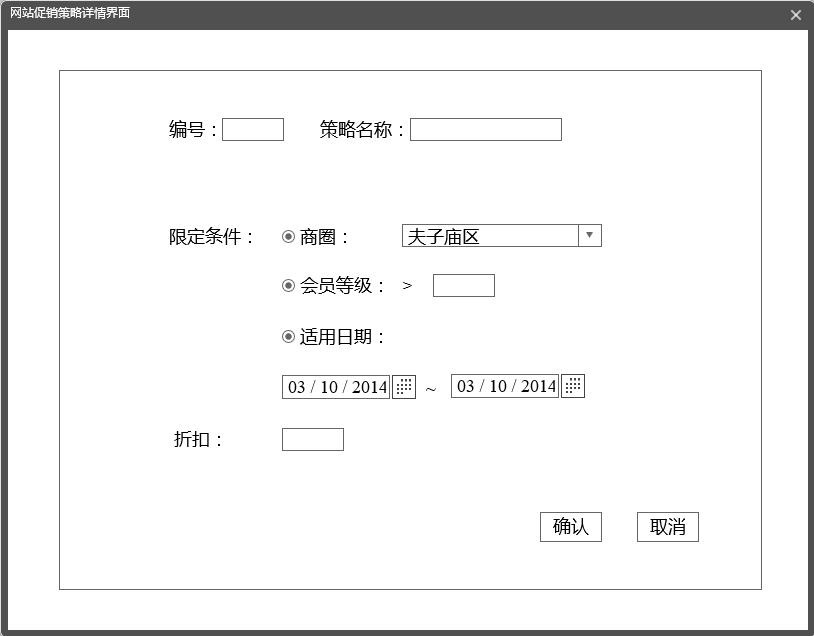 网站促销策略详情界面
编号： 策略名称：
限定条件： 商圈： 夫子庙区
会员等级： >
适用日期：
03 / 10 / 2014 ~ 03 / 10 / 2014
折扣：
确认 取消